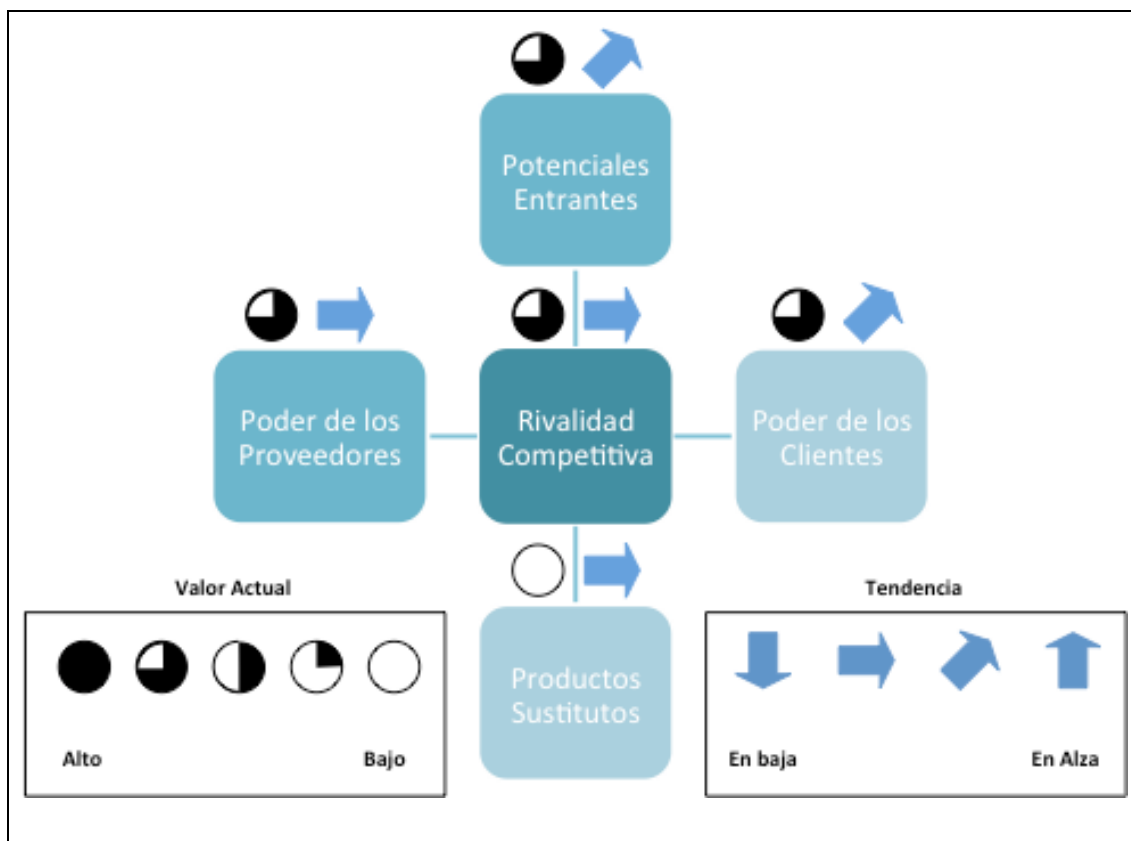 Potenciales
Entrantes
Poder de los
Proveedores
Rivalidad
Competitiva
Poder de los
Clientes
Productos
Sustitutos
Valor Actual
Alto
Bajo
Tendencia
En baja
En Alza